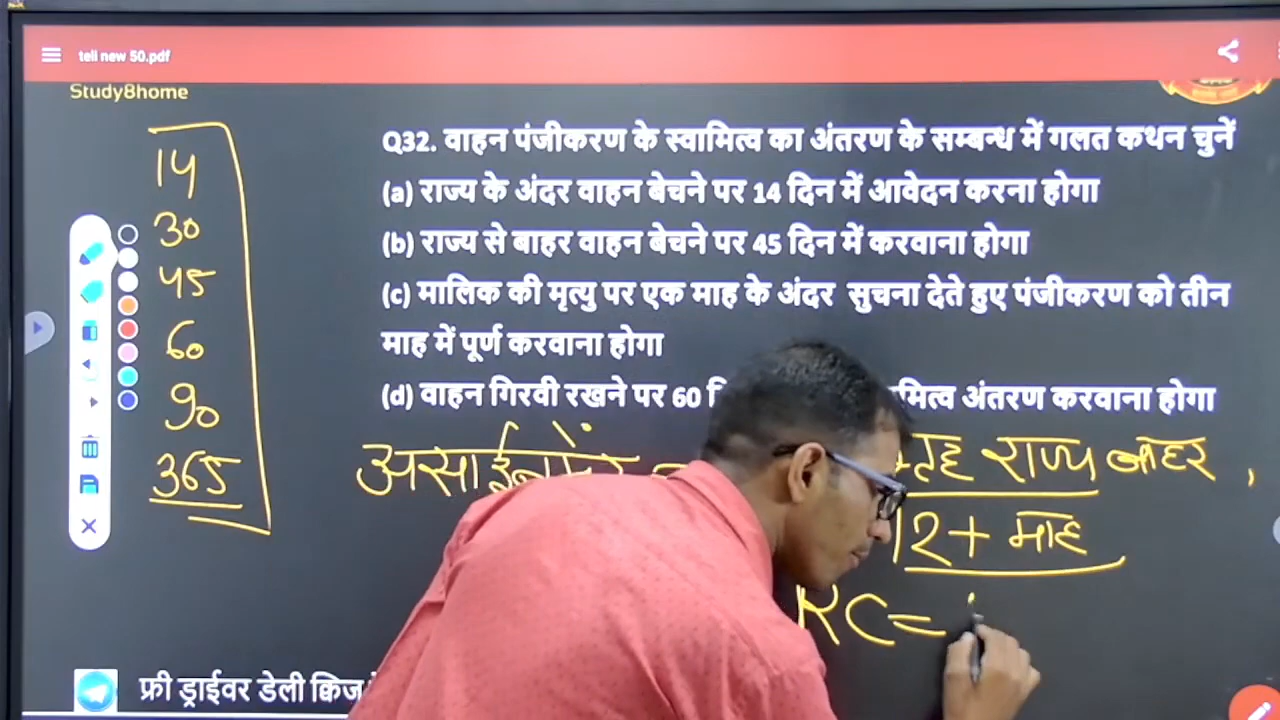 tell new 50.pdf
Study8home
14
30
45
60
90
365
Q32. वाहन पंजीकरण के स्वामित्व का अंतरण के सम्बन्ध में गलत कथन चुनें
(a) राज्य के अंदर वाहन बेचने पर 14 दिन में आवेदन करना होगा
(b) राज्य से बाहर वाहन बेचने पर 45 दिन में करवाना होगा
(c) मालिक की मृत्यु पर एक माह के अंदर सुचना देते हुए पंजीकरण को तीन
माह में पूर्ण करवाना होगा
(d) वाहन गिरवी रखने पर 60 अंतरण करवाना होगा
राज्य बाहर,
12 + माह
RC =
फ्री ड्राईवर डेली क्विज